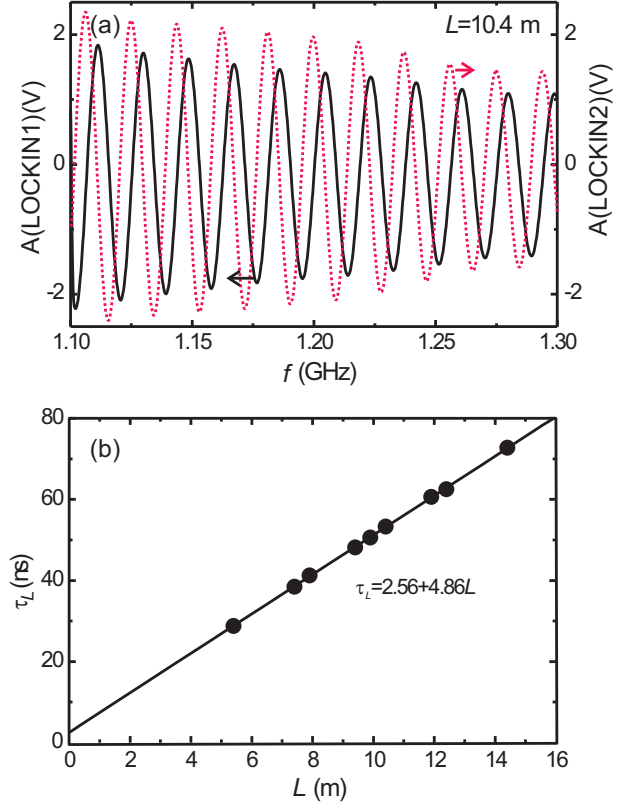 (a)
L=10.4 m
A(LOCKIN1)(V)
2
0
-2
A(LOCKIN2)(V)
2
0
-2
1.10 1.15 1.20 1.25 1.30
f (GHz)
(b)
τL (ns)
80
60
40
20
0
τL=2.56+4.86L
0 2 4 6 8 10 12 14 16
L (m)